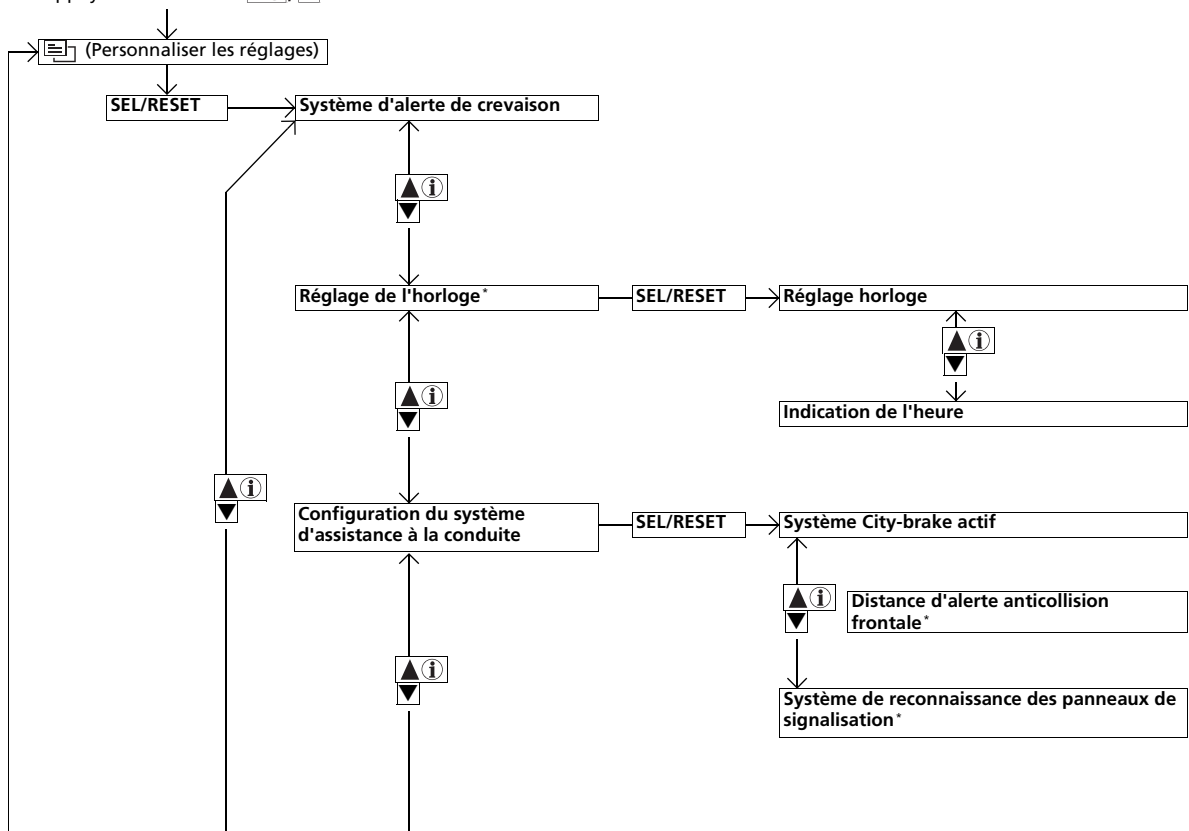 (Personnaliser les réglages)
SEL/RESET
Système d'alerte de crevaison
Réglage de l'horloge*
SEL/RESET
Réglage horloge
Indication de l'heure
Configuration du système
d'assistance à la conduite
SEL/RESET
Système City-brake actif
Distance d'alerte anticollision
frontale*
Système de reconnaissance des panneaux de
signalisation*